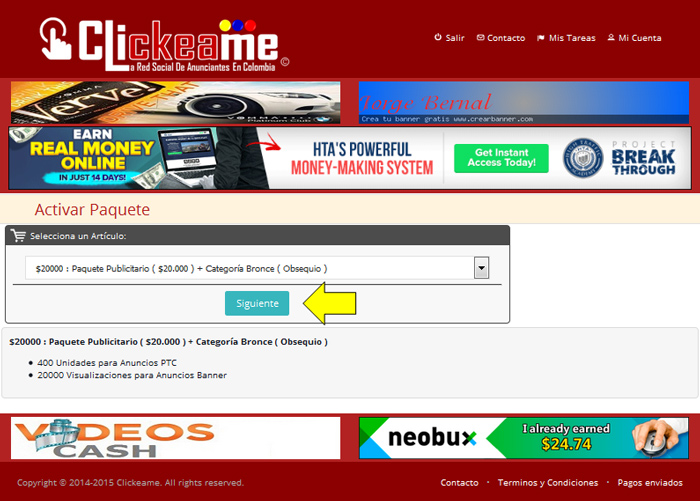 CLickeame
La Red Social De Anunciantes En Colombia ©
Salir Contacto Mis Tareas Mi Cuenta
Verve!
VEMMA
Platinum Club
Jorge Bernal
Crea tu banner gratis www.crearbanner.com
EARN
REAL MONEY
ONLINE
IN JUST 14 DAYS!
HTA'S POWERFUL
MONEY-MAKING SYSTEM
Get Instant
Access Today!
PROJECT
BREAK
THROUGH
Activar Paquete
Selecciona un Artículo:
$20000 : Paquete Publicitario ( $20.000 ) + Categoría Bronce ( Obsequio )
Siguiente
$20000 : Paquete Publicitario ( $20.000 ) + Categoría Bronce ( Obsequio )
• 400 Unidades para Anuncios PTC
• 20000 Visualizaciones para Anuncios Banner
VIDEOS
CASH
neobux
I already earned
$24.74
Copyright © 2014-2015 Clickeame. All rights reserved.
Contacto · Terminos y Condiciones · Pagos enviados